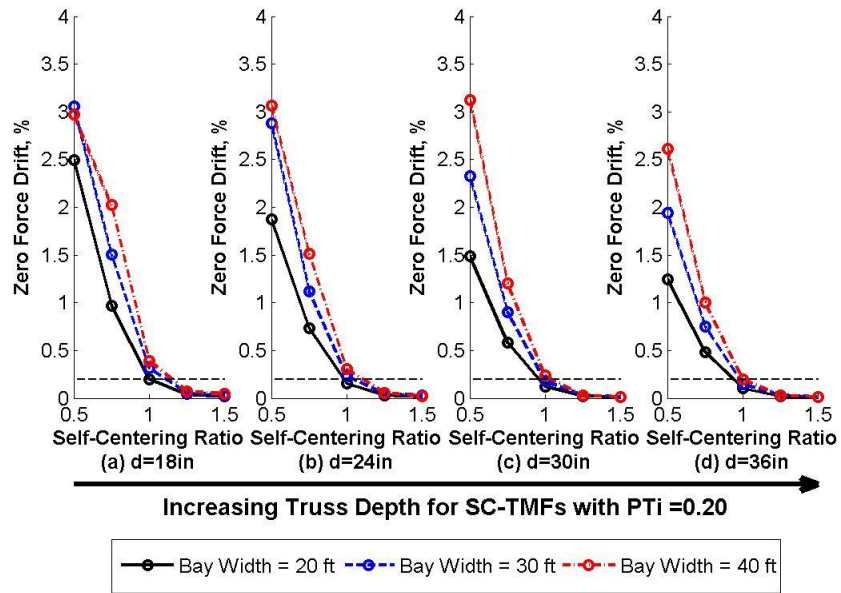 4
3.5
3
2.5
2
1.5
1
0.50
0
0.5 1 1.5
Zero Force Drift, %
Self-Centering Ratio
(a) d=18in
4
3.5
3
2.5
2
1.5
1
0.50
0
0.5 1 1.5
Zero Force Drift, %
Self-Centering Ratio
(b) d=24in
4
3.5
3
2.5
2
1.5
1
0.50
0
0.5 1 1.5
Zero Force Drift, %
Self-Centering Ratio
(c) d=30in
4
3.5
3
2.5
2
1.5
1
0.50
0
0.5 1 1.5
Zero Force Drift, %
Self-Centering Ratio
(d) d=36in
Increasing Truss Depth for SC-TMFs with PTi =0.20
Bay Width = 20 ft Bay Width = 30 ft Bay Width = 40 ft